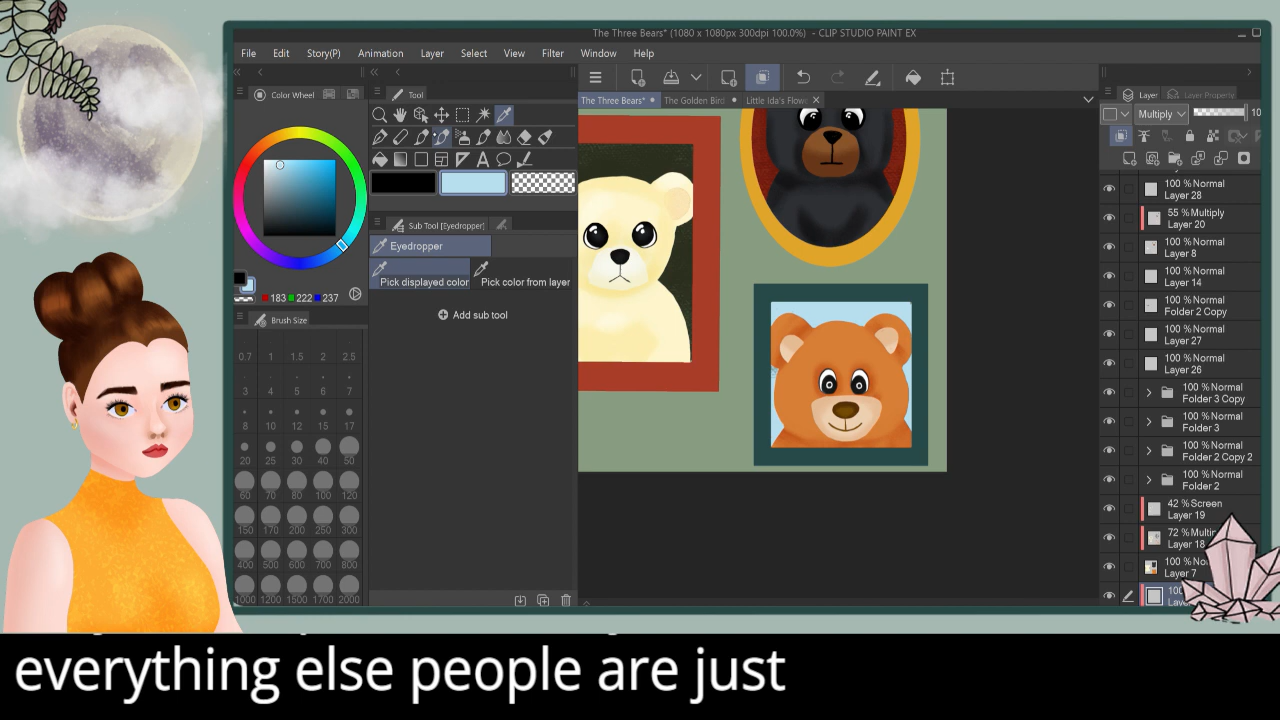 The Three Bears* (1080 x 1080px 300dpi 100.0%) - CLIP STUDIO PAINT EX
File Edit Story(P) Animation Layer Select View Filter Window Help
Color Wheel
Tool
The Three Bears*
The Golden Bird
Little Ida's Flow
Layer
Layer Property
Multiply
10
Sub Tool [Eyedropper]
Eyedropper
Pick displayed color
Pick color from layer
Add sub tool
183 222 237
Brush Size
0.7 1 1.5 2 2.5
3 4 5 6 7
8 10 12 15 17
20 25 30 40 50
60 70 80 100 120
150 170 200 250 300
400 500 600 700 800
1000 1200 1500 1700 2000
100 % Normal
Layer 28
55 % Multiply
Layer 20
100 % Normal
Layer 8
100 % Normal
Layer 14
100 % Normal
Folder 2 Copy
100 % Normal
Layer 27
100 % Normal
Layer 26
100 % Normal
Folder 3 Copy
100 % Normal
Folder 3
100 % Normal
Folder 2 Copy 2
100 % Normal
Folder 2
42 % Screen
Layer 19
72 % Multip
Layer 18
100 % No
Layer 7
everything else people are just